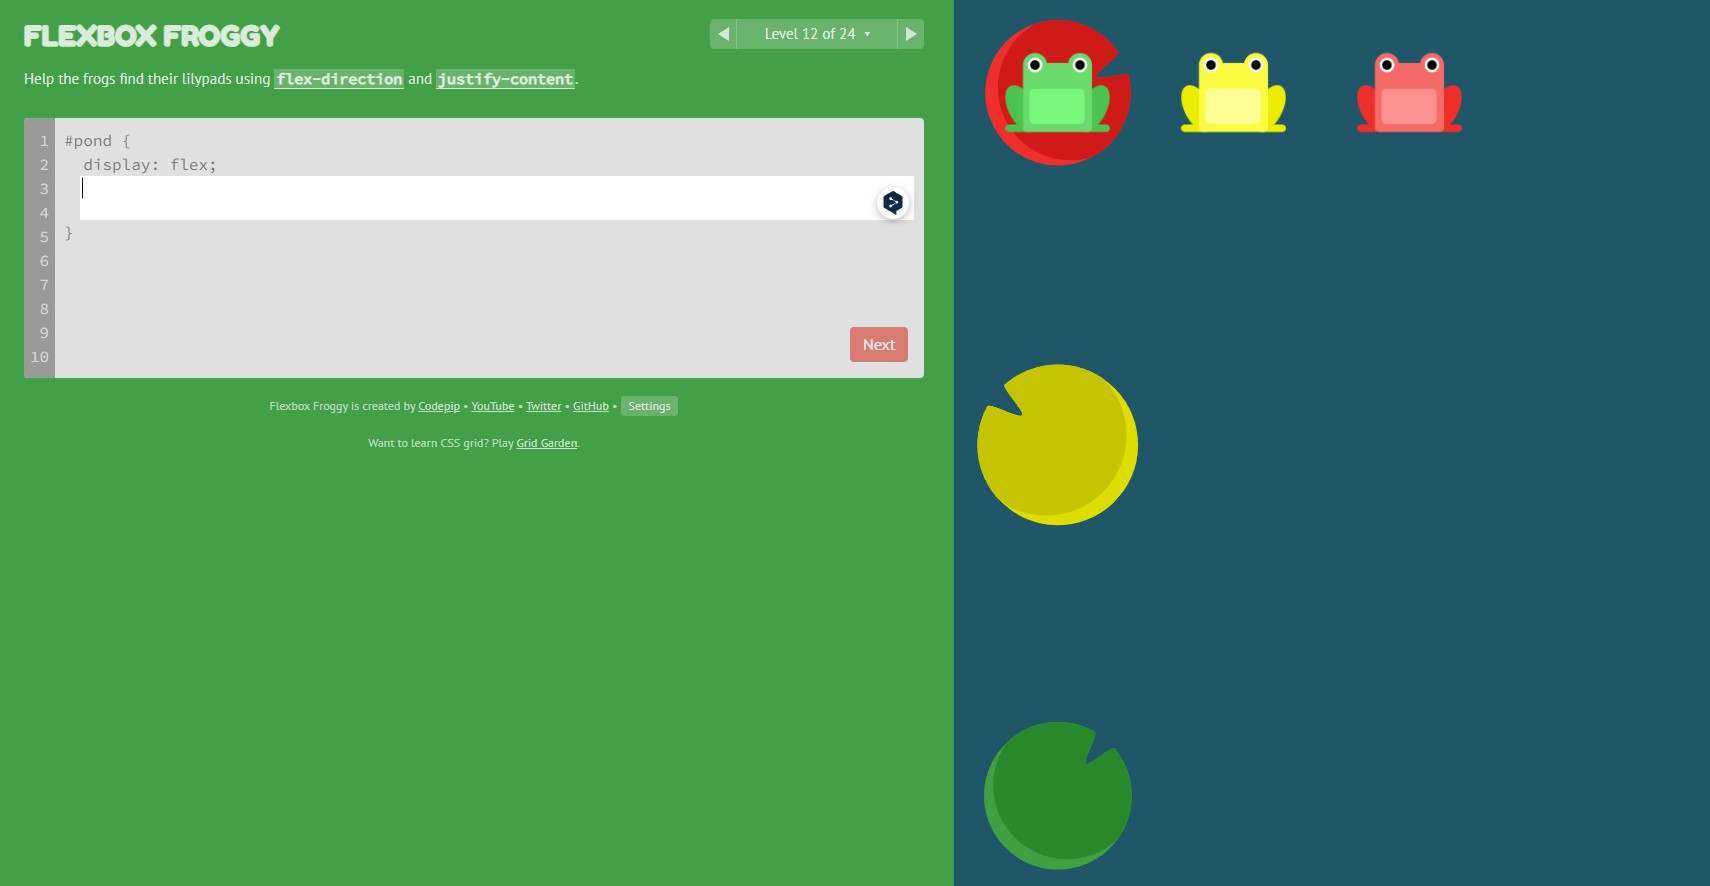 FLEXBOX FROGGY
Level 12 of 24
Help the frogs find their lilypads using flex-direction and justify-content.
1 #pond {
2 display: flex;
3
4
5 }
6
7
8
9
10
Next
Flexbox Froggy is created by Codepip • YouTube • Twitter • GitHub • Settings
Want to learn CSS grid? Play Grid Garden.